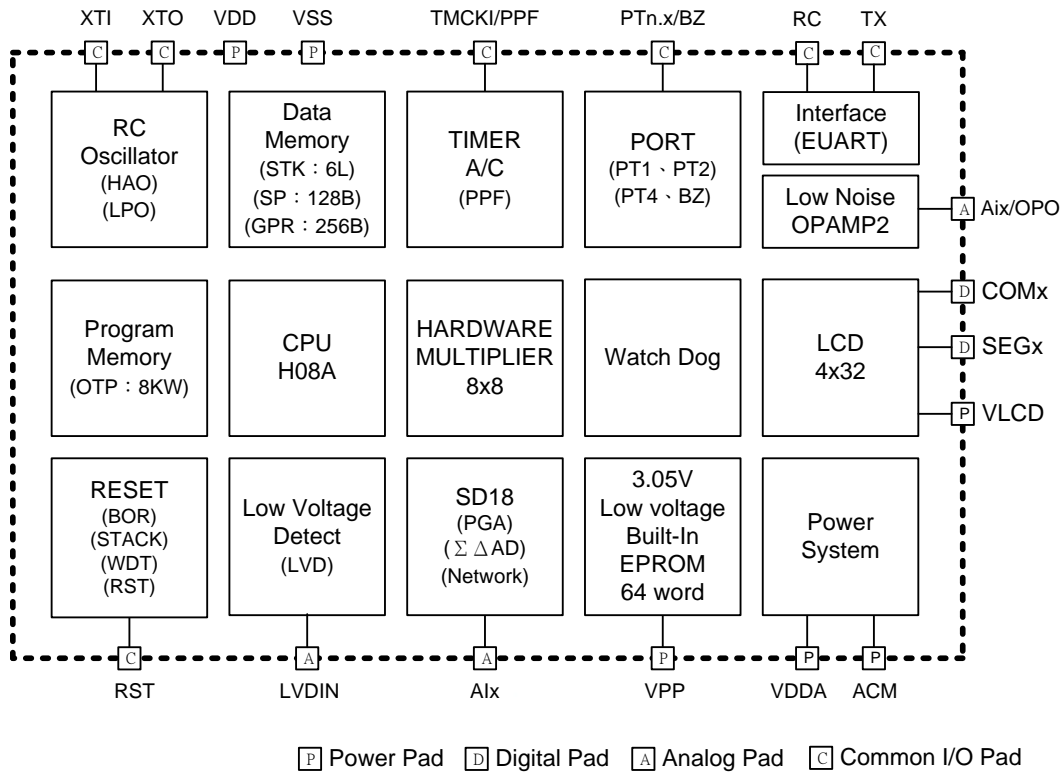 XTI XTO VDD VSS TMCKI/PPF PTn.x/BZ RC TX
C C P P C C C C
RC
Oscillator
(HAO)
(LPO)
Data
Memory
(STK：6L)
(SP：128B)
(GPR：256B)
TIMER
A/C
(PPF)
PORT
(PT1、PT2)
(PT4、BZ)
Interface
(EUART)
Low Noise
OPAMP2
A Aix/OPO
Program
Memory
(OTP：8KW)
CPU
H08A
HARDWARE
MULTIPLIER
8x8
Watch Dog
LCD
4x32
D COMx
D SEGx
P VLCD
RESET
(BOR)
(STACK)
(WDT)
(RST)
Low Voltage
Detect
(LVD)
SD18
(PGA)
(ΣΔAD)
(Network)
3.05V
Low voltage
Built-In
EPROM
64 word
Power
System
C A A P P P
RST LVDIN AIx VPP VDDA ACM
P Power Pad D Digital Pad A Analog Pad C Common I/O Pad